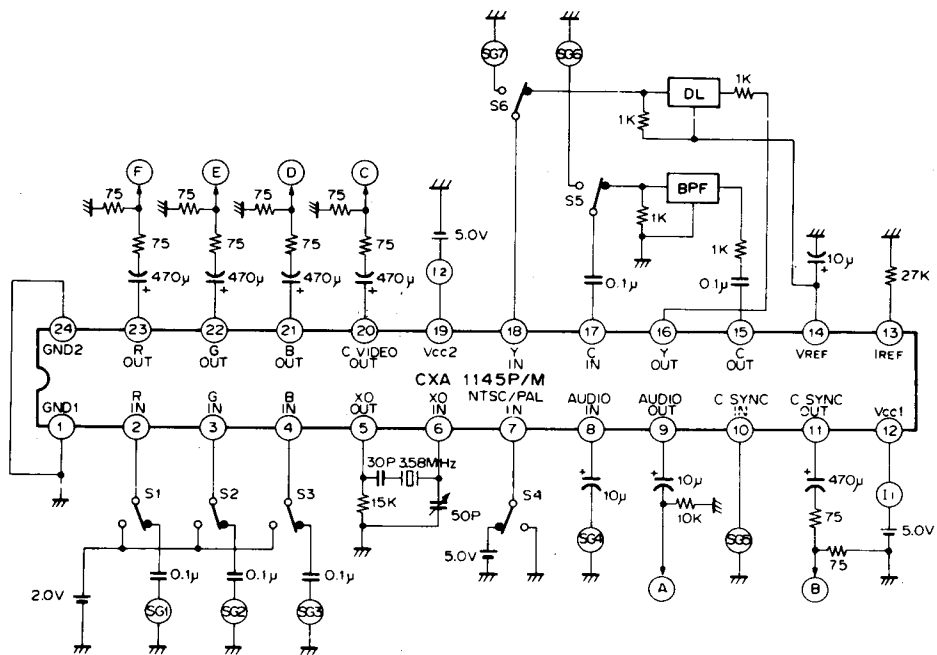 SG7
SG6
S6
DL
1K
1K
F
E
D
C
75
75
75
75
S5
BPF
5.0V
1K
1K
10µ
+
75
75
75
75
I2
27K
470µ
470µ
470µ
470µ
0.1µ
0.1µ
+
+
+
+
24
23
22
21
20
19
18
17
16
15
14
13
GND2
R OUT
G OUT
B OUT
C VIDEO OUT
Vcc2
Y IN
C IN
Y OUT
C OUT
VREF
IREF
CXA 1145P/M
GND1
R IN
G IN
B IN
XO OUT
XO IN
NTSC/PAL IN
AUDIO IN
AUDIO OUT
C SYNC IN
C SYNC OUT
Vcc1
1
2
3
4
5
6
7
8
9
10
11
12
30P
3.58MHz
+
+
+
S1
S2
S3
15K
50P
S4
10µ
10µ
470µ
I1
10K
75
5.0V
SG4
SG5
5.0V
75
0.1µ
0.1µ
0.1µ
2.0V
SG1
SG2
SG3
A
B